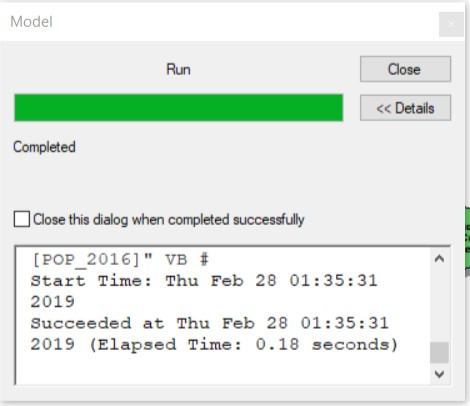 Model
Run
Close
<< Details
Completed
Close this dialog when completed successfully
[POP_2016]" VB #
Start Time: Thu Feb 28 01:35:31
2019
Succeeded at Thu Feb 28 01:35:31
2019 (Elapsed Time: 0.18 seconds)